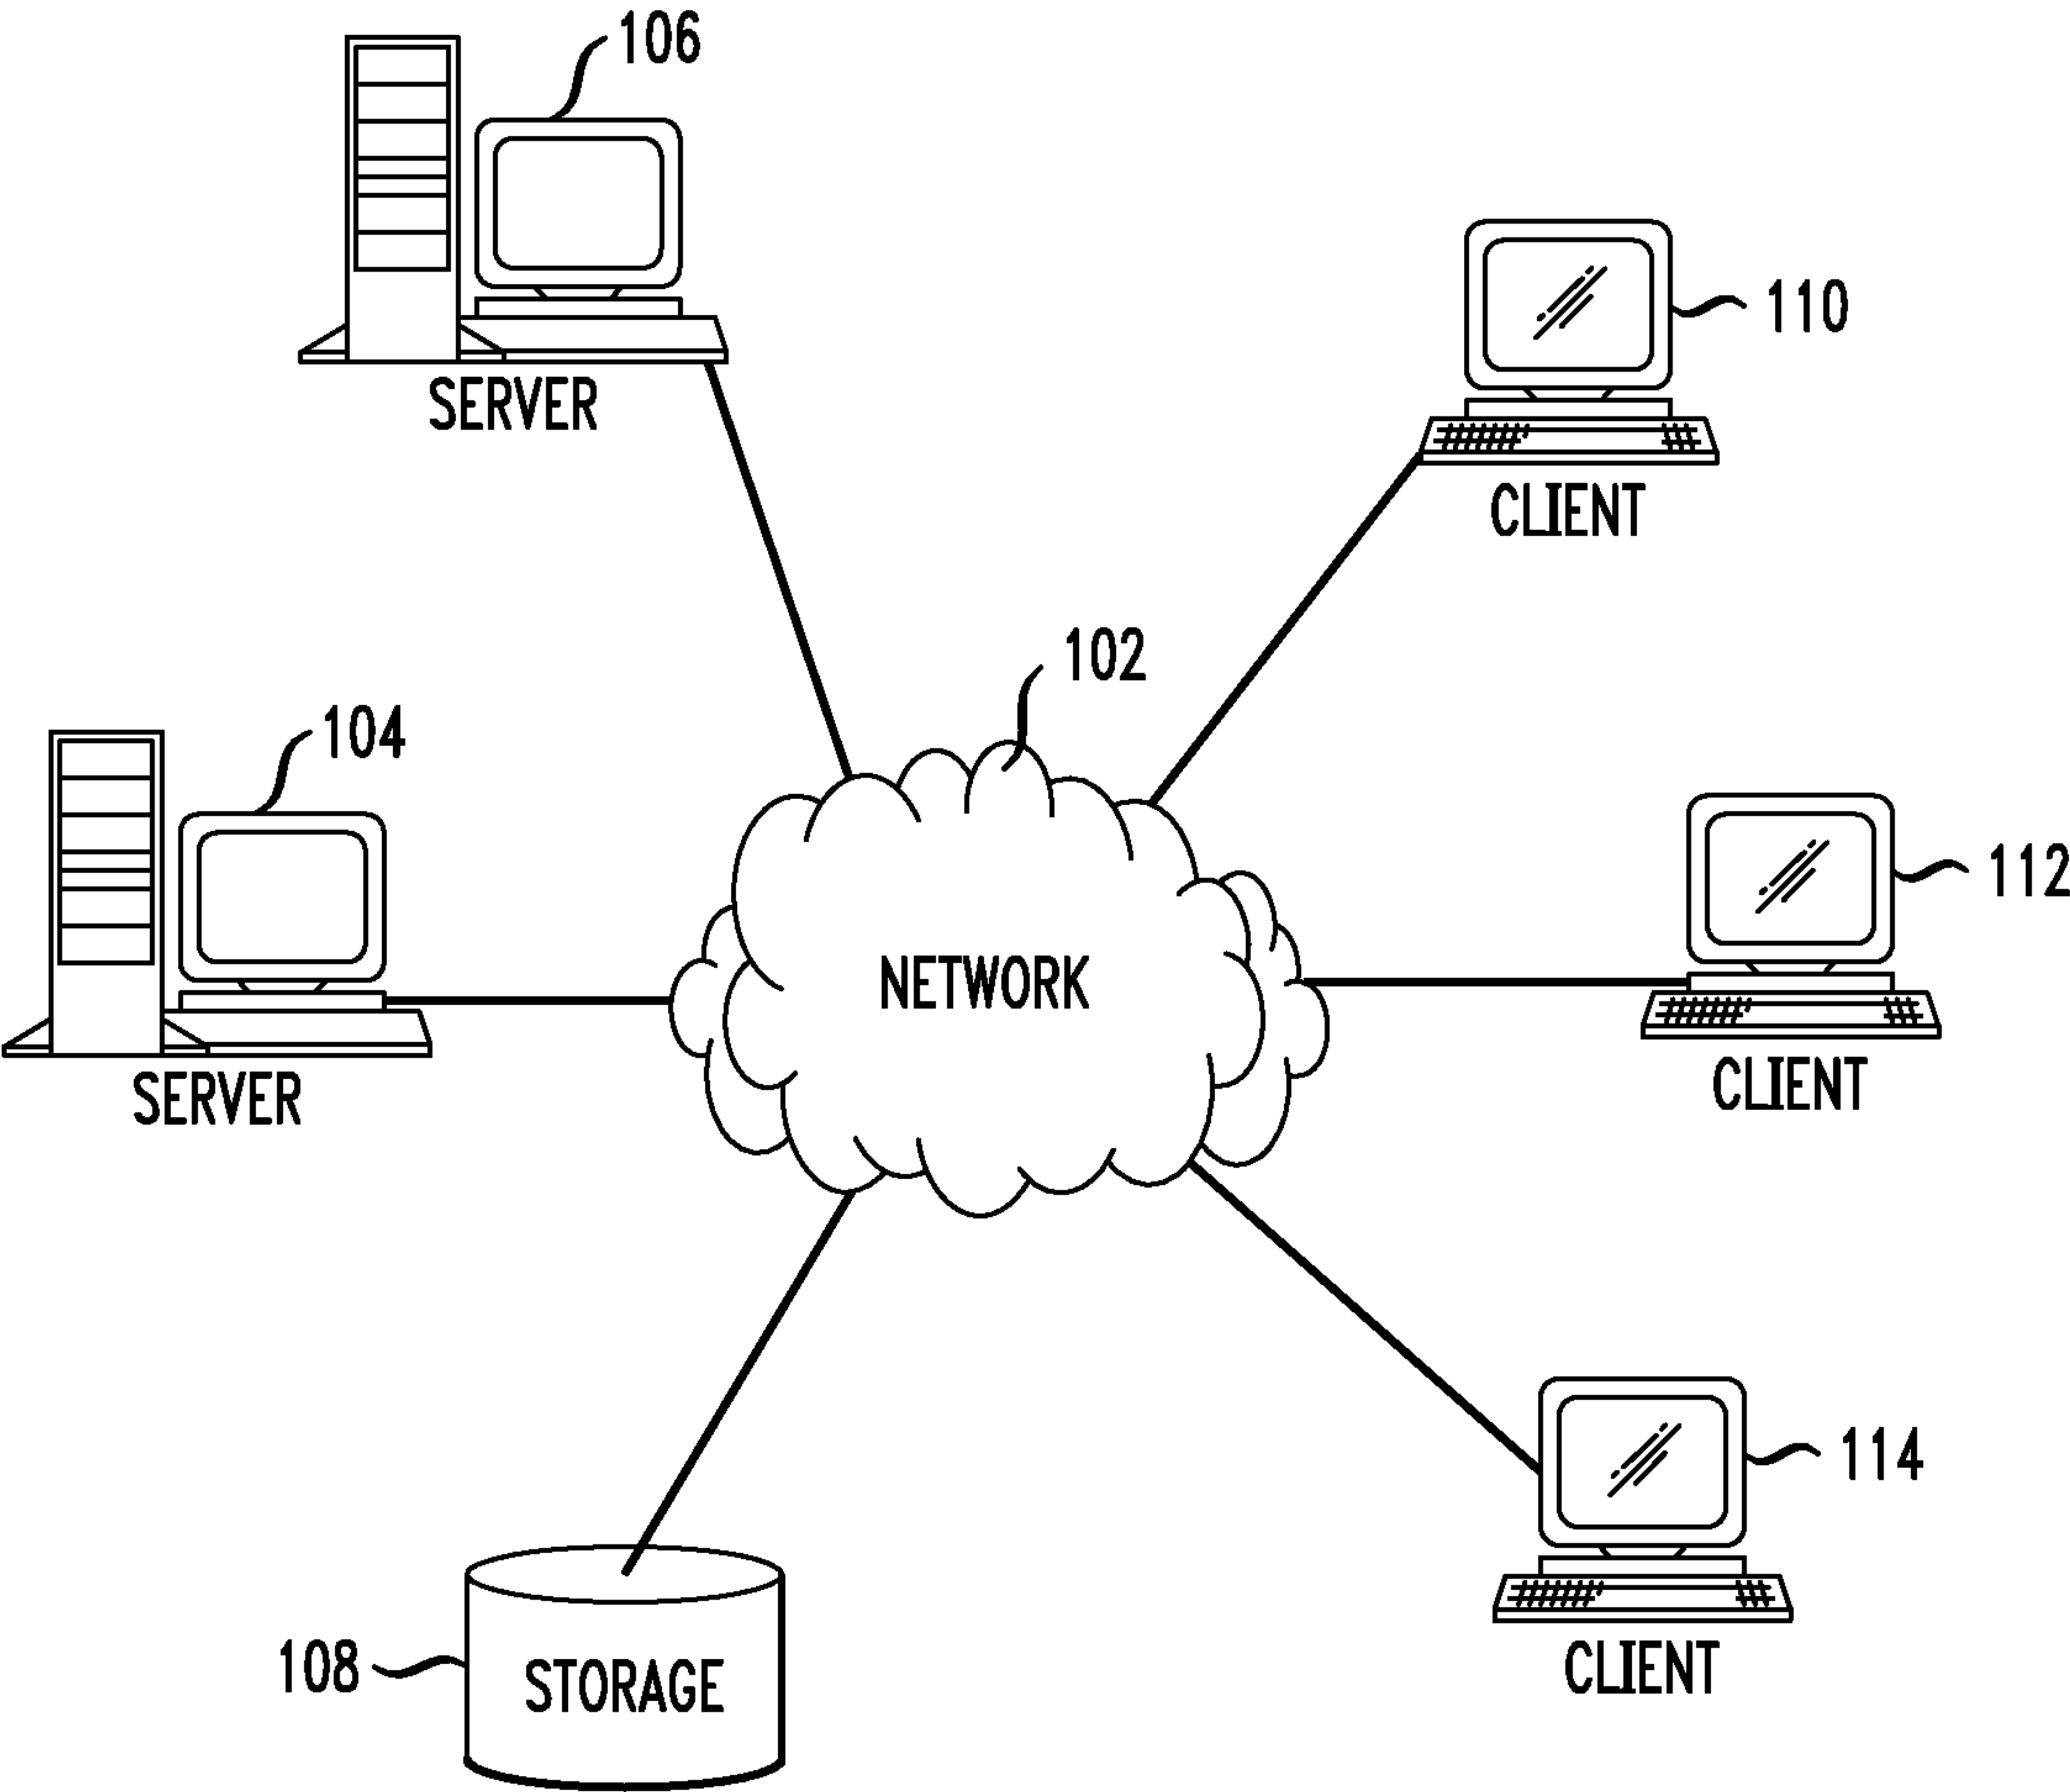 106
SERVER
110
CLIENT
102
104
SERVER
NETWORK
112
CLIENT
114
CLIENT
108
STORAGE